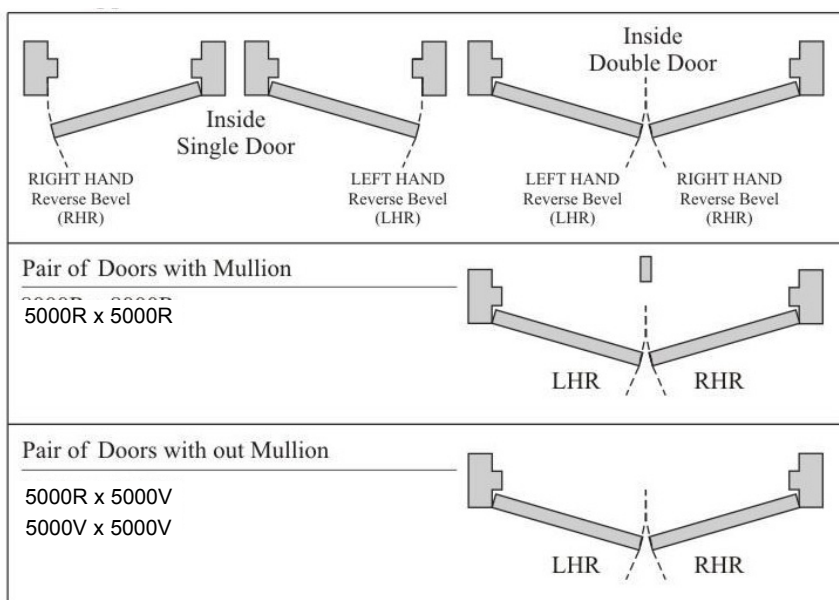 Inside
Single Door
Inside
Double Door
RIGHT HAND
Reverse Bevel
(RHR)
LEFT HAND
Reverse Bevel
(LHR)
LEFT HAND
Reverse Bevel
(LHR)
RIGHT HAND
Reverse Bevel
(RHR)
Pair of Doors with Mullion
5000R x 5000R
LHR
RHR
Pair of Doors with out Mullion
5000R x 5000V
5000V x 5000V
LHR
RHR